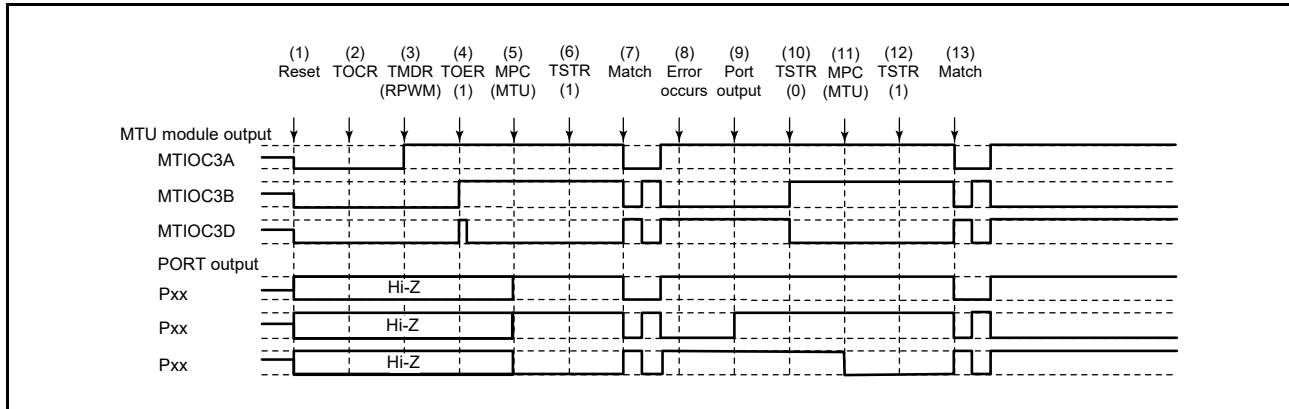 (1) (2) (3) (4) (5) (6) (7) (8) (9) (10) (11) (12) (13)
Reset TOCR TMDR TOER MPC TSTR Match Error Port TSTR MPC TSTR Match
(RPWM) (1) (MTU) (1) occurs output (0) (MTU) (1)
MTU module output
MTIOC3A
MTIOC3B
MTIOC3D
PORT output
Pxx Hi-Z
Pxx Hi-Z
Pxx Hi-Z